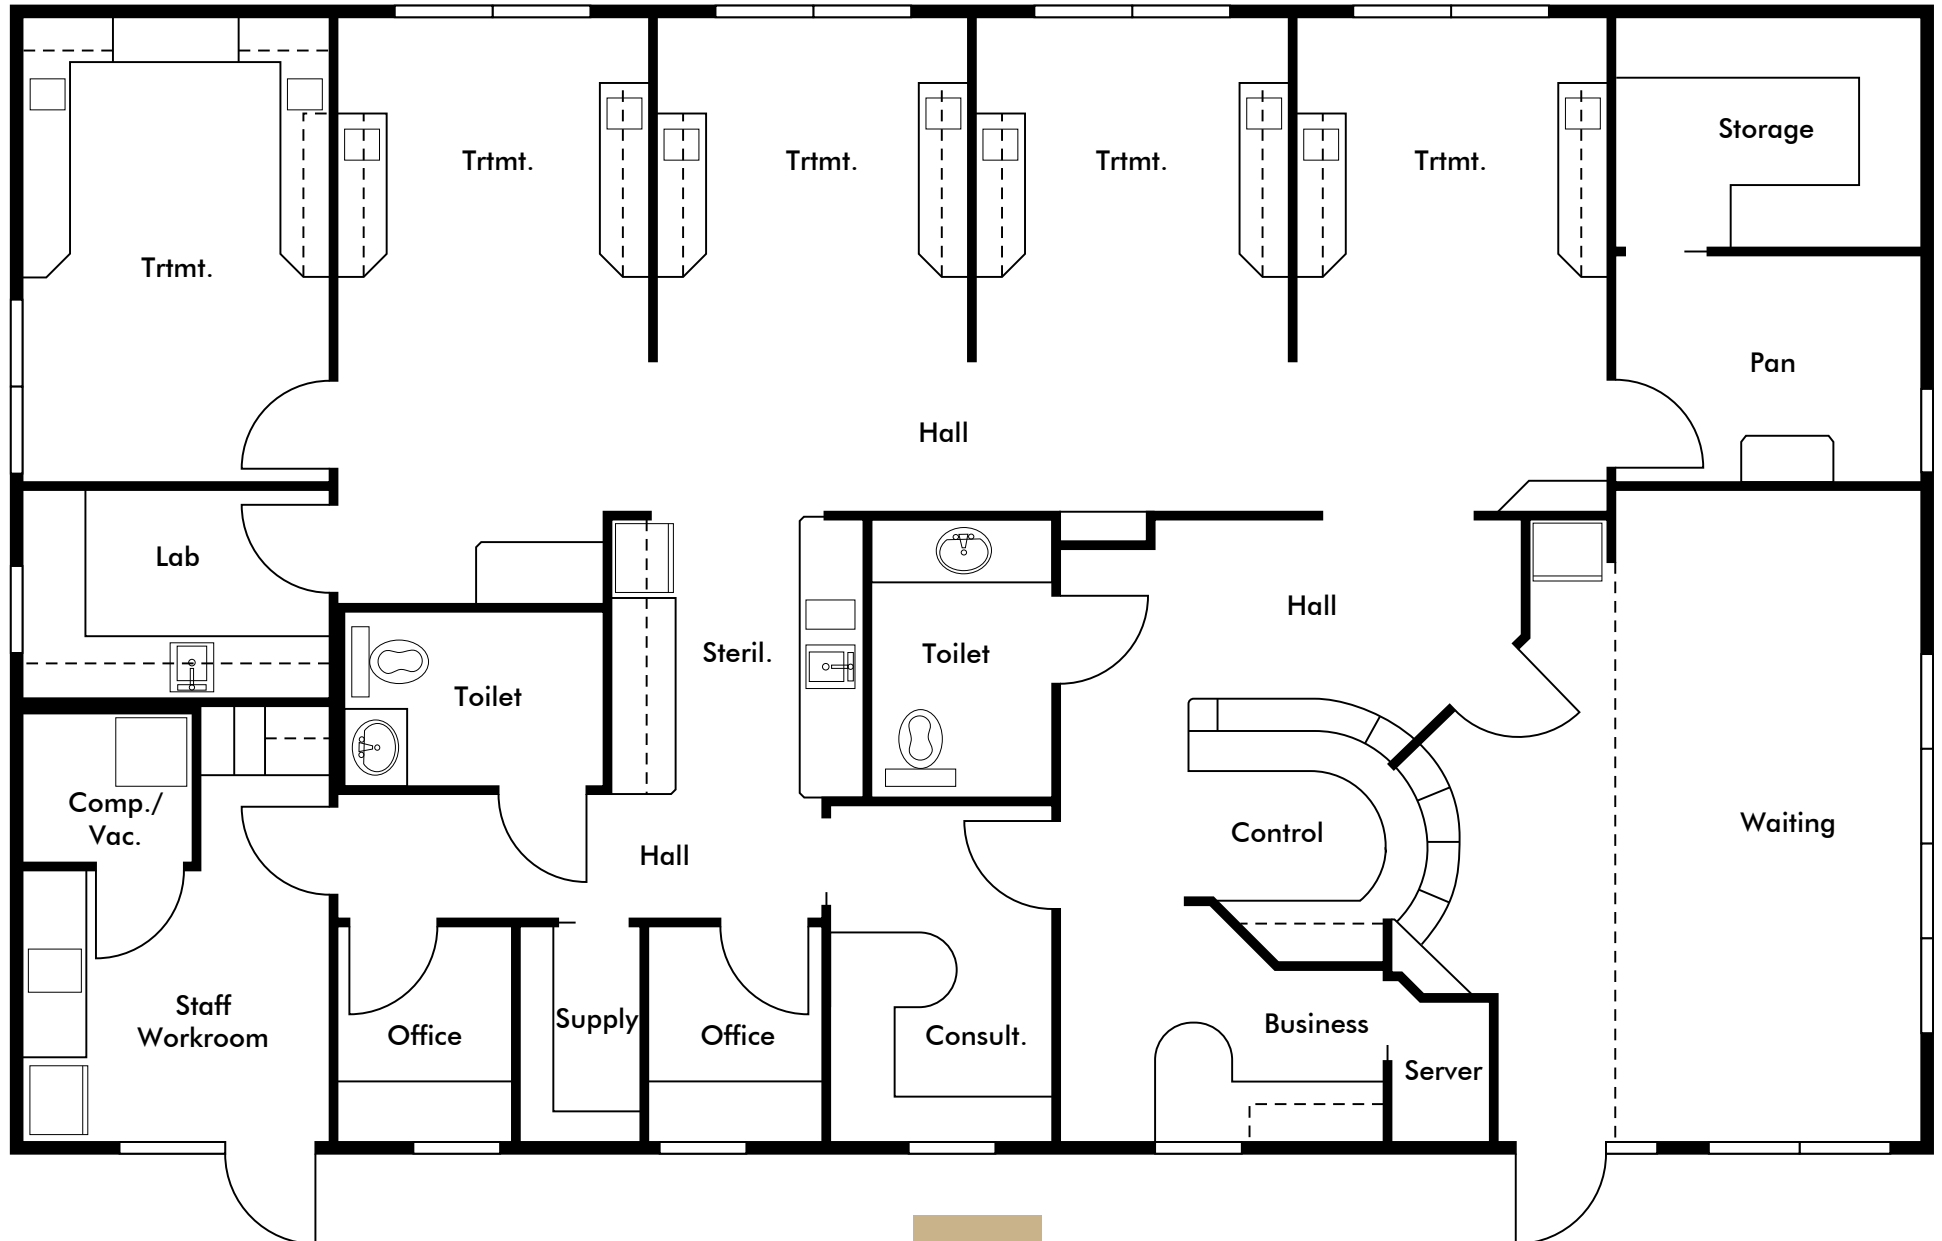 Storage
Trtmt.
Trtmt.
Trtmt.
Trtmt.
Trtmt.
Pan
Hall
Lab
Hall
Steril.
Toilet
Toilet
Comp./
Vac.
Control
Waiting
Hall
Staff
Workroom
Office
Supply
Office
Consult.
Business
Server